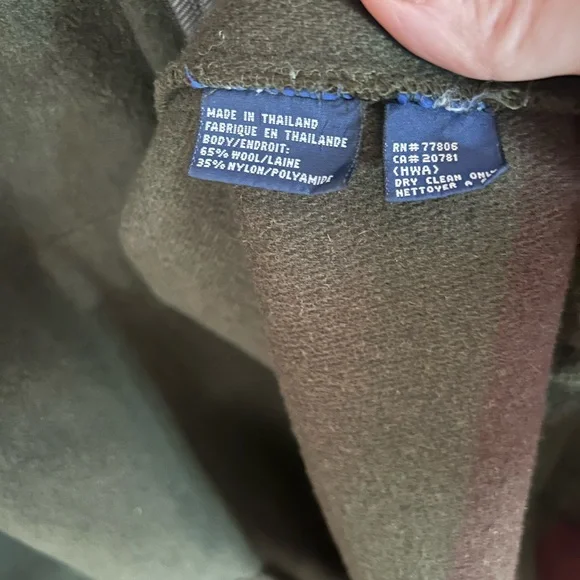 MADE IN THAILAND
FABRIQUE EN THAILANDE
BODY/ENDROIT:
65% WOOL/LAINE
35% NYLON/POLYAMIDE
RN# 77806
CA# 20781
(HWA)
DRY CLEAN ONLY
NETTOYER A